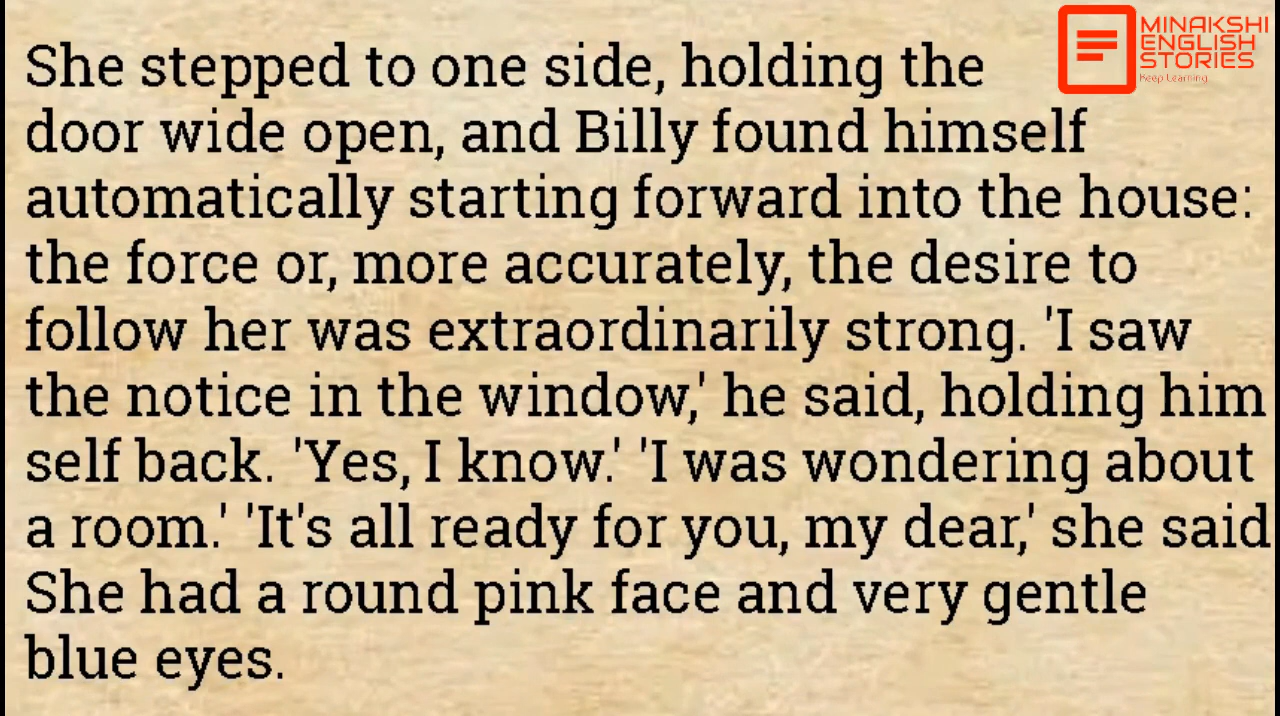 MINAKSHI
ENGLISH
STORIES
Keep Learning
She stepped to one side, holding the
door wide open, and Billy found himself
automatically starting forward into the house:
the force or, more accurately, the desire to
follow her was extraordinarily strong. 'I saw
the notice in the window,' he said, holding him
self back. 'Yes, I know.' 'I was wondering about
a room.' 'It's all ready for you, my dear,' she said
She had a round pink face and very gentle
blue eyes.